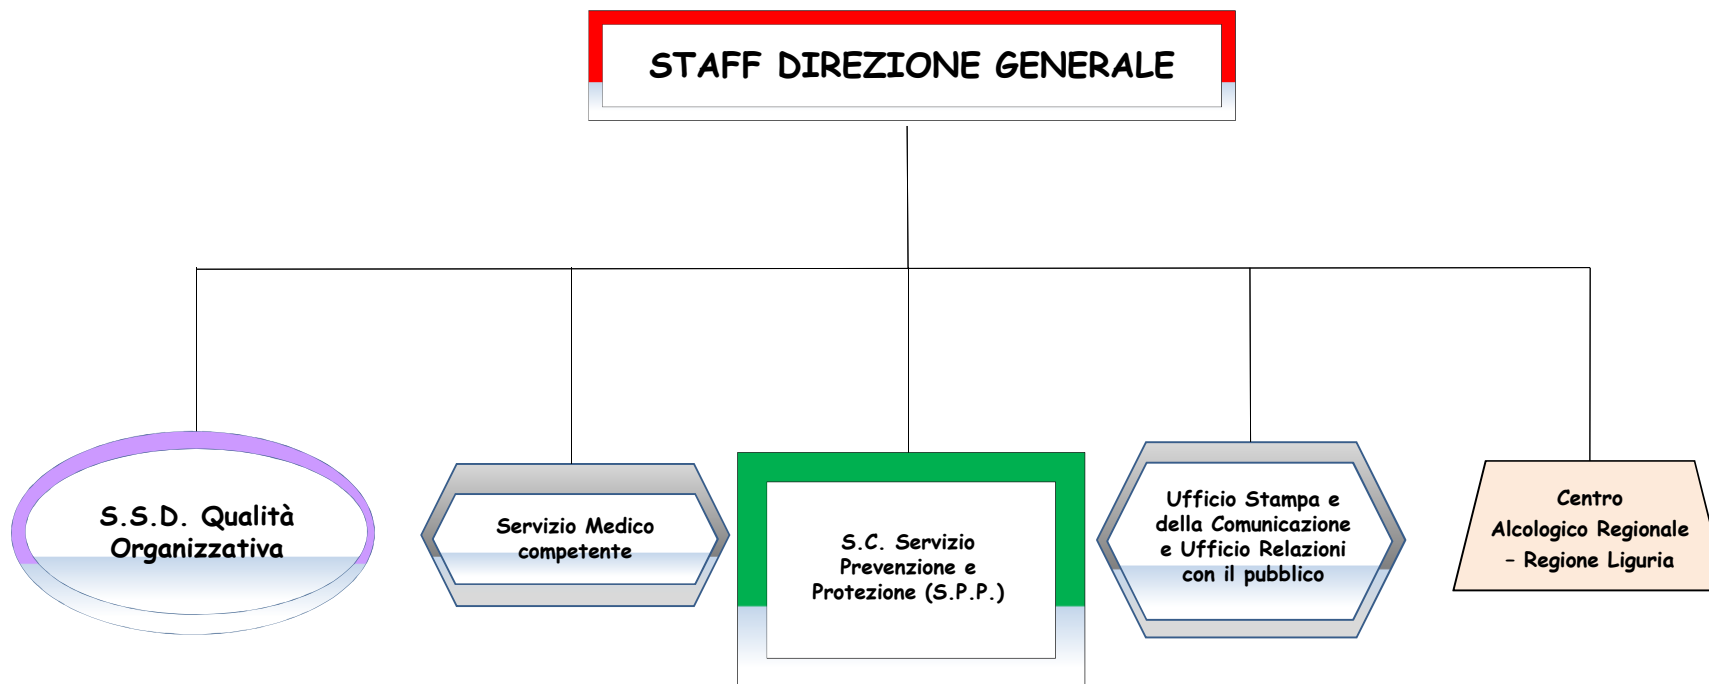 STAFF DIREZIONE GENERALE
S.S.D. Qualità
Organizzativa
Servizio Medico
competente
S.C. Servizio
Prevenzione e
Protezione (S.P.P.)
Ufficio Stampa e
della Comunicazione
e Ufficio Relazioni
con il pubblico
Centro
Alcologico Regionale
– Regione Liguria